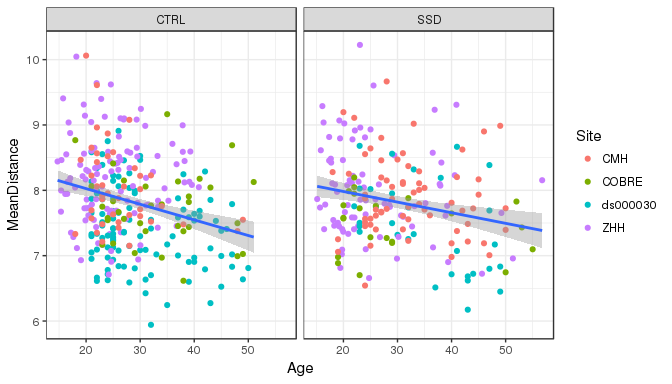 CTRL SSD
10
9
8
7
6
MeanDistance
20 30 40 50 20 30 40 50
Age
Site
CMH
COBRE
ds000030
ZHH